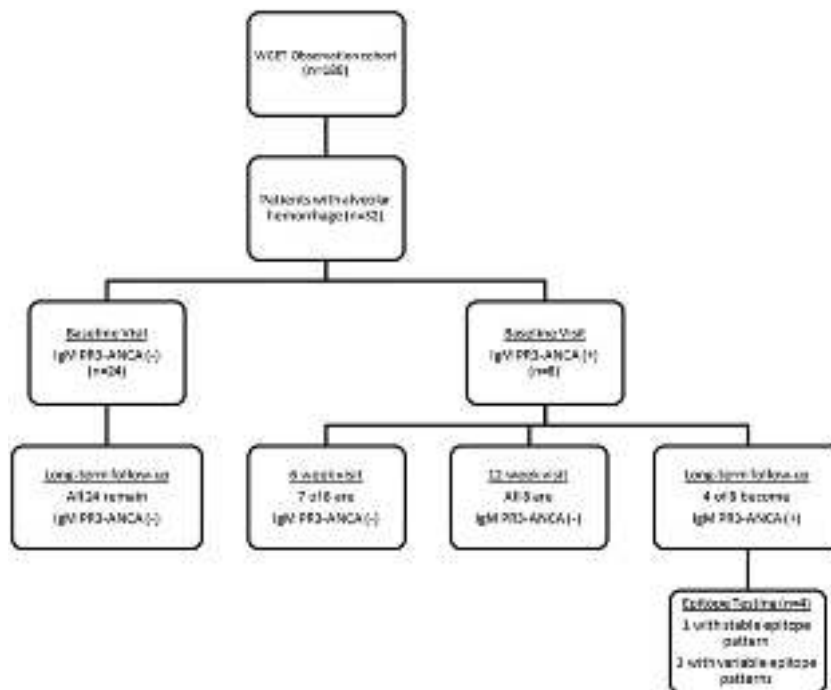 WGET Observation cohort
(n=180)
Patients with alveolar
hemorrhage (n=32)
Baseline Visit
IgM PR3-ANCA (-)
(n=24)
Baseline Visit
IgM PR3-ANCA (+)
(n=8)
Long-term follow-up
All 24 remain
IgM PR3-ANCA (-)
6 week visit
7 of 8 are
IgM PR3-ANCA (-)
12 week visit
All 8 are
IgM PR3-ANCA (-)
Long-term follow-up
4 of 8 become
IgM PR3-ANCA (+)
Epitope Testing (n=4)
1 with stable epitope
pattern
3 with variable epitope
patterns